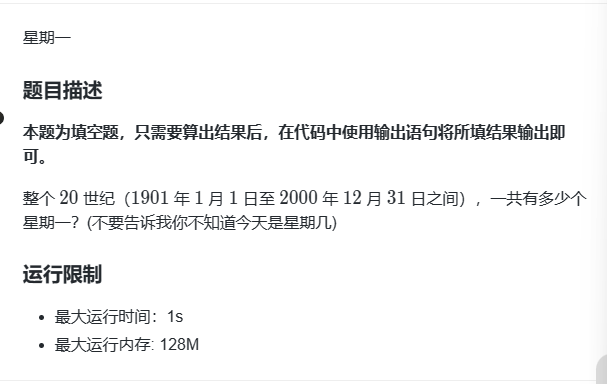 星期一
题目描述
本题为填空题，只需要算出结果后，在代码中使用输出语句将所填结果输出即
可。
整个 20 世纪（1901 年 1 月 1 日至 2000 年 12 月 31 日之间），一共有多少个
星期一？(不要告诉我你不知道今天是星期几)
运行限制
• 最大运行时间：1s
• 最大运行内存: 128M